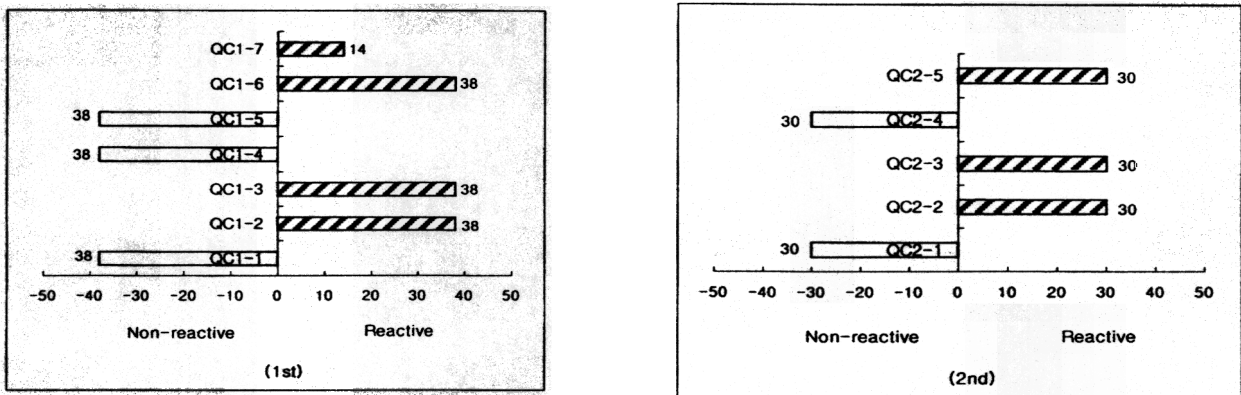 QC1-7 14
QC1-6 38
38 QC1-5
38 QC1-4
QC1-3 38
QC1-2 38
38 QC1-1
-50 -40 -30 -20 -10 0 10 20 30 40 50
Non-reactive Reactive
(1st)
QC2-5 30
30 QC2-4
QC2-3 30
QC2-2 30
30 QC2-1
-50 -40 -30 -20 -10 0 10 20 30 40 50
Non-reactive Reactive
(2nd)